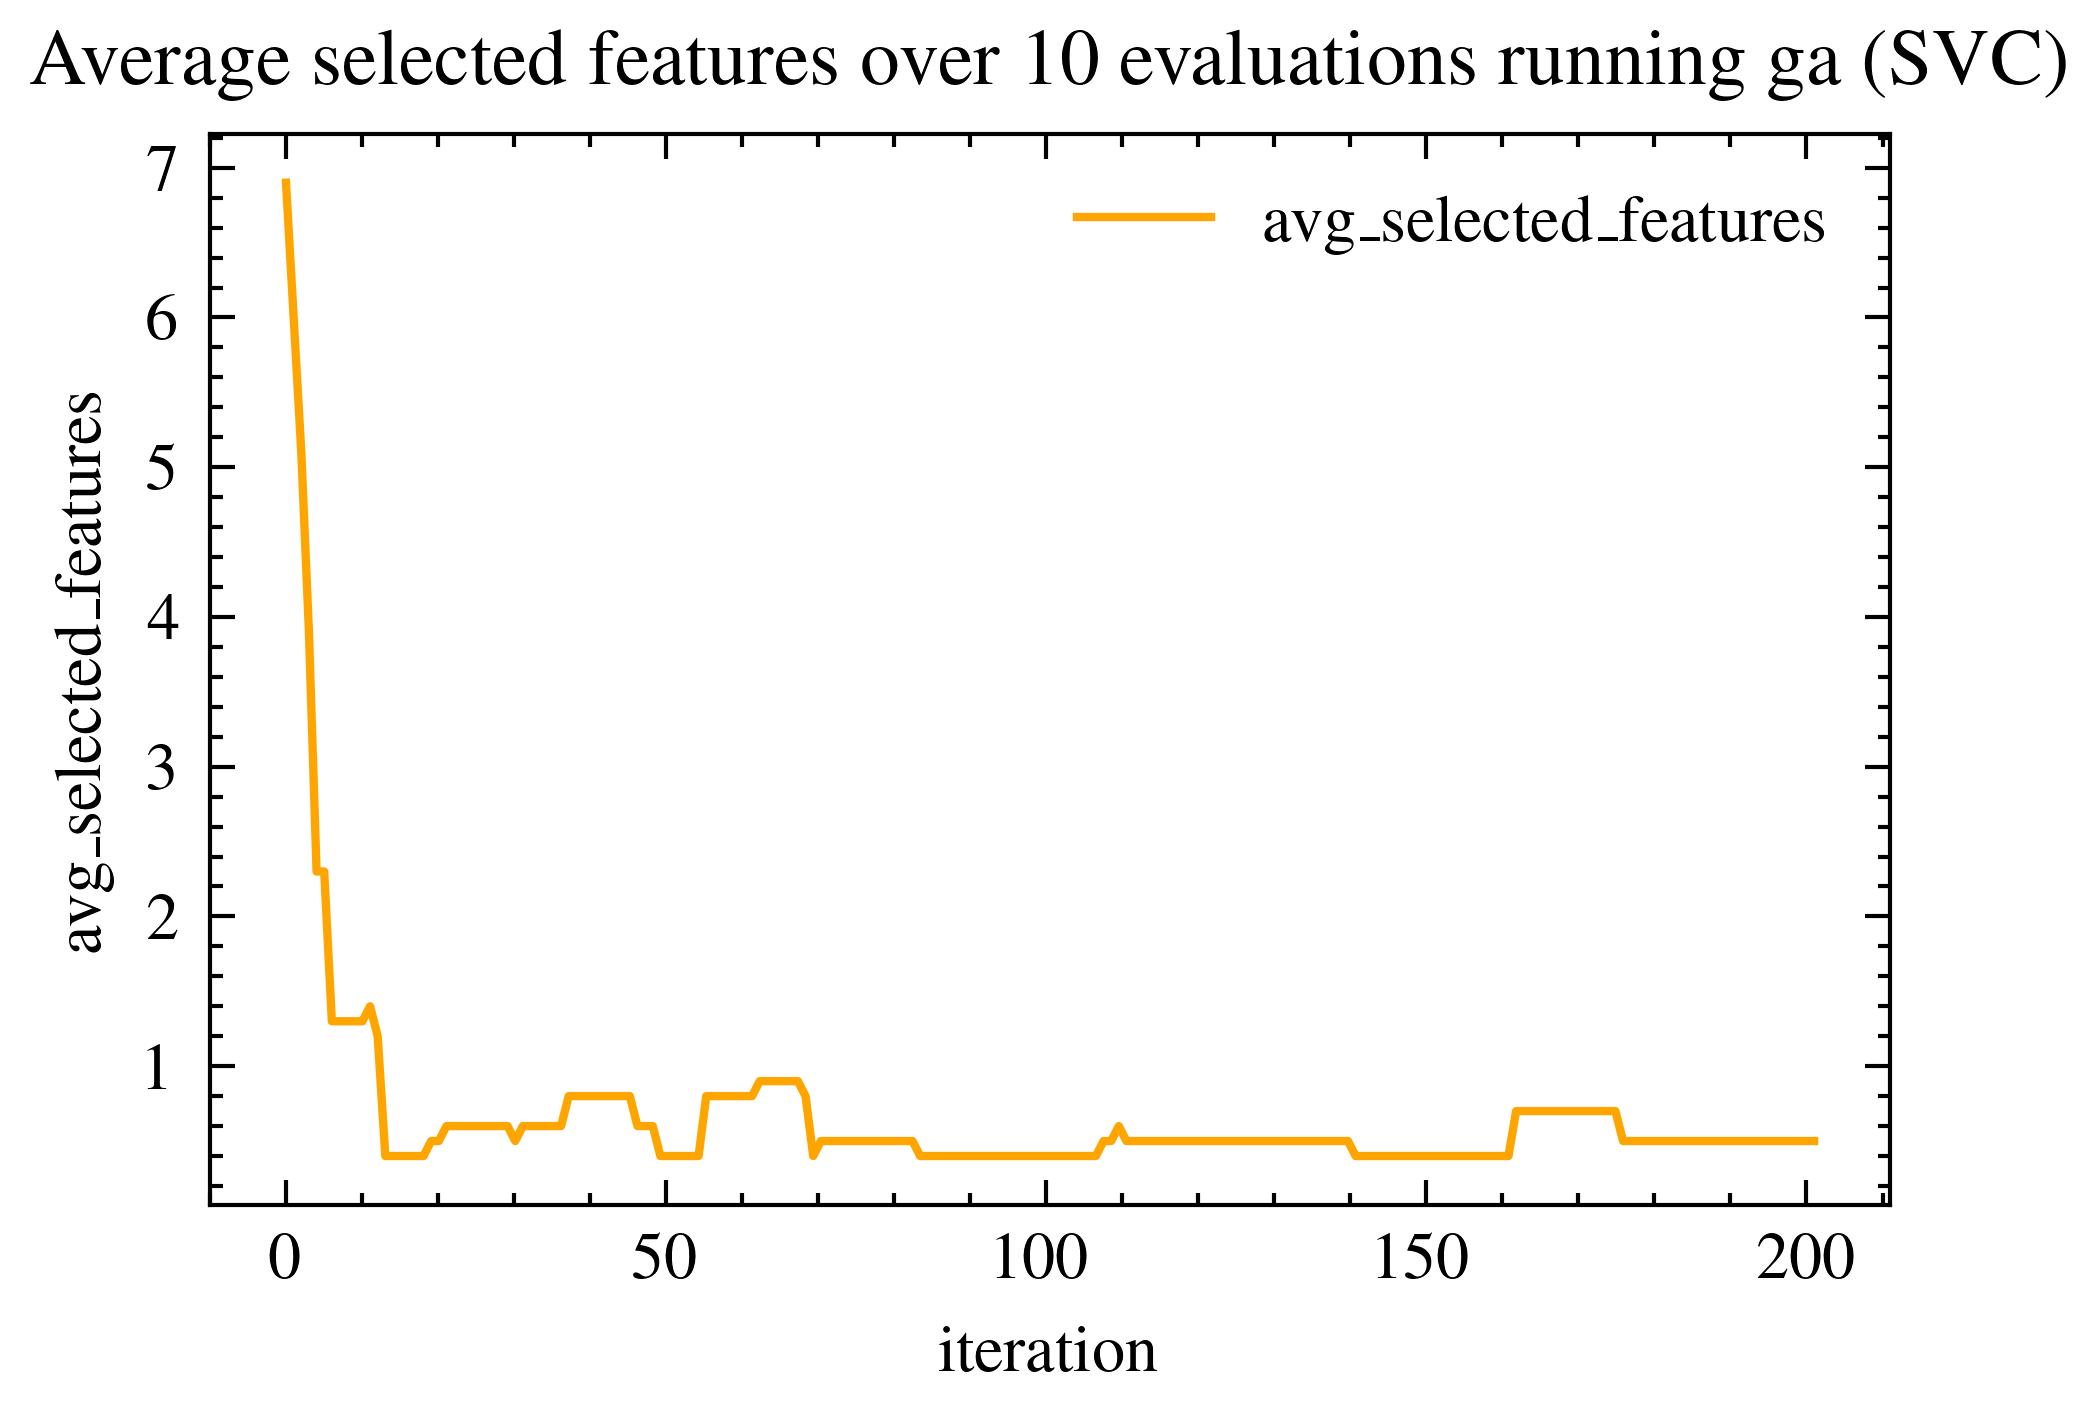 Average selected features over 10 evaluations running ga (SVC)
avg_selected_features
7
6
5
4
3
2
1
avg_selected_features
0 50 100 150 200
iteration